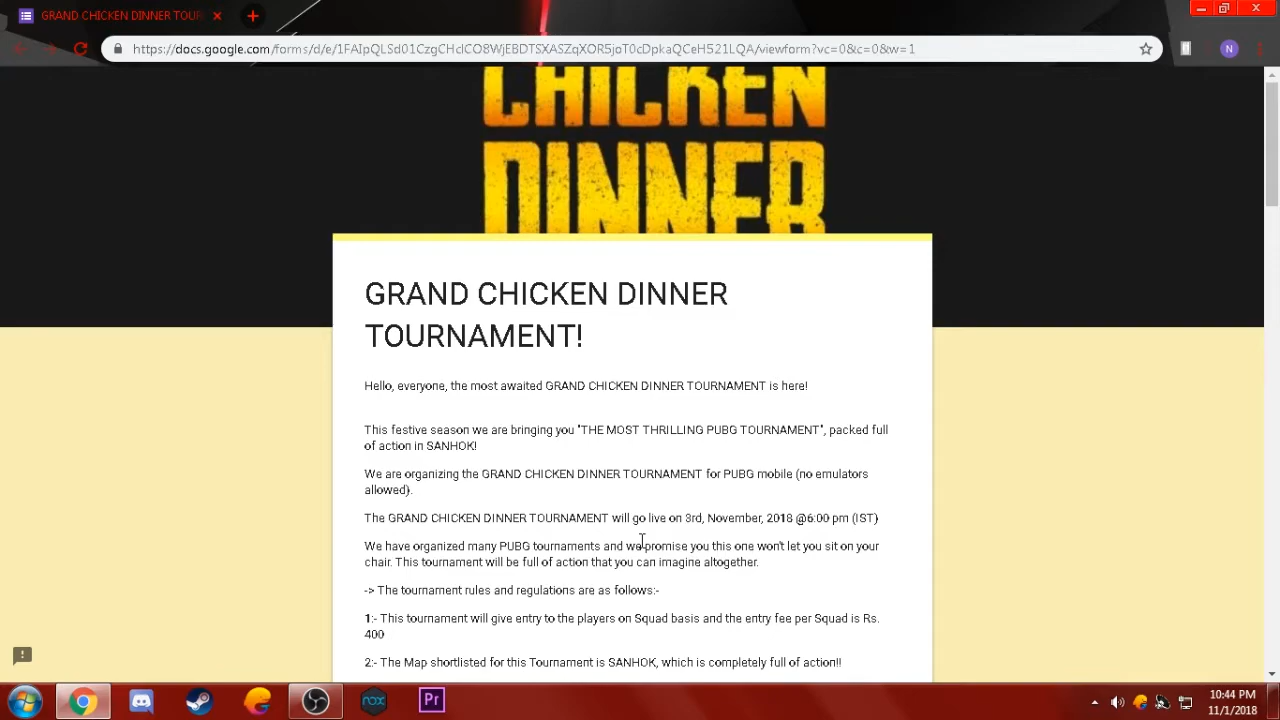 GRAND CHICKEN DINNER TOUR
https://docs.google.com/forms/d/e/1FAIpQLSd01CzgCHcICO8WjEBDTSXASZqXOR5joT0cDpkaQCeH521LQA/viewform?vc=0&c=0&w=1
N
CHICKEN
DINNER
GRAND CHICKEN DINNER
TOURNAMENT!
Hello, everyone, the most awaited GRAND CHICKEN DINNER TOURNAMENT is here!
This festive season we are bringing you "THE MOST THRILLING PUBG TOURNAMENT", packed full
of action in SANHOK!
We are organizing the GRAND CHICKEN DINNER TOURNAMENT for PUBG mobile (no emulators
allowed).
The GRAND CHICKEN DINNER TOURNAMENT will go live on 3rd, November, 2018 @6:00 pm (IST)
We have organized many PUBG tournaments and we promise you this one won't let you sit on your
chair. This tournament will be full of action that you can imagine altogether.
-> The tournament rules and regulations are as follows:-
1:- This tournament will give entry to the players on Squad basis and the entry fee per Squad is Rs.
400
2:- The Map shortlisted for this Tournament is SANHOK, which is completely full of action!!
nox
Pr
10:44 PM
11/1/2018